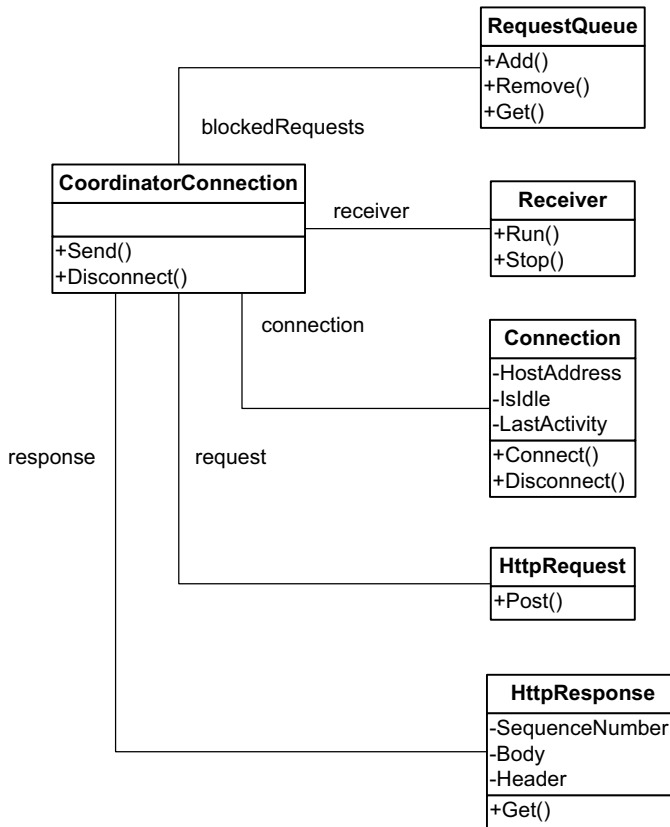 RequestQueue
+Add()
+Remove()
+Get()
blockedRequests
CoordinatorConnection
+Send()
+Disconnect()
receiver
Receiver
+Run()
+Stop()
connection
Connection
-HostAddress
-IsIdle
-LastActivity
+Connect()
+Disconnect()
response
request
HttpRequest
+Post()
HttpResponse
-SequenceNumber
-Body
-Header
+Get()